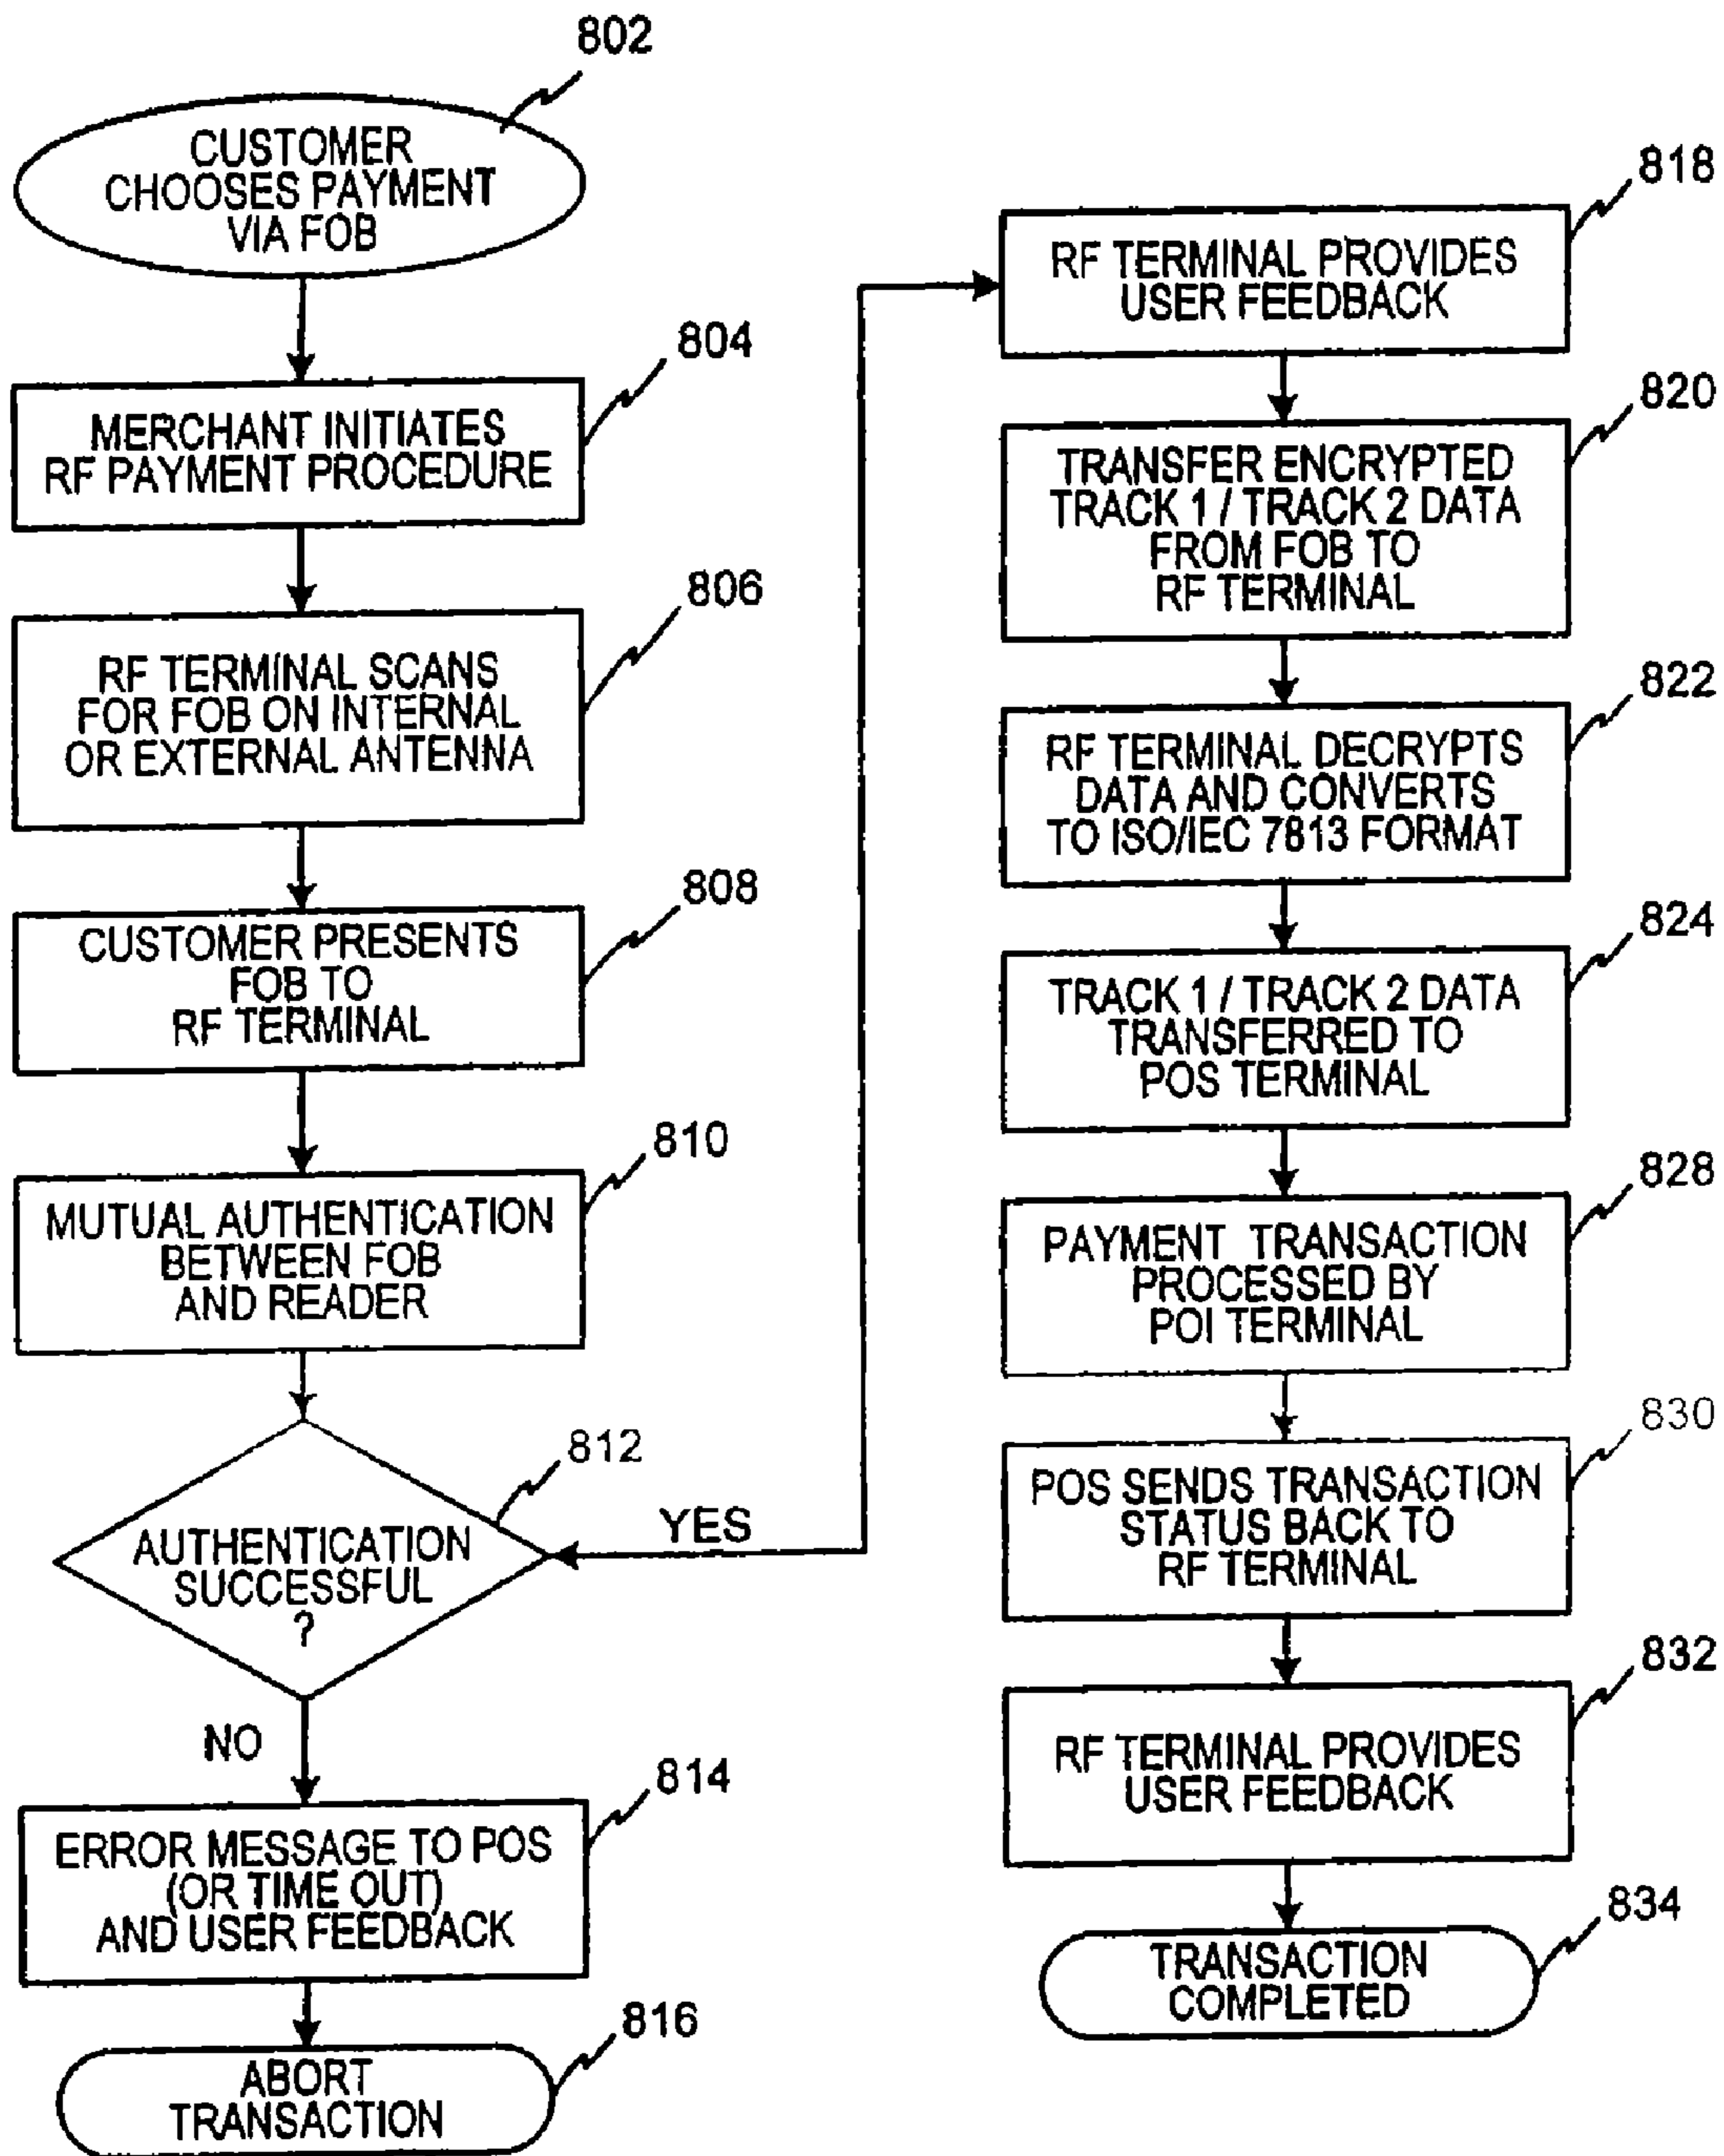 802
CUSTOMER
CHOOSES PAYMENT
VIA FOB
804
MERCHANT INITIATES
RF PAYMENT PROCEDURE
806
RF TERMINAL SCANS
FOR FOB ON INTERNAL
OR EXTERNAL ANTENNA
808
CUSTOMER PRESENTS
FOB TO
RF TERMINAL
810
MUTUAL AUTHENTICATION
BETWEEN FOB
AND READER
812
AUTHENTICATION
SUCCESSFUL
?
YES
NO
814
ERROR MESSAGE TO POS
(OR TIME OUT)
AND USER FEEDBACK
816
ABORT
TRANSACTION
818
RF TERMINAL PROVIDES
USER FEEDBACK
820
TRANSFER ENCRYPTED
TRACK 1 / TRACK 2 DATA
FROM FOB TO
RF TERMINAL
822
RF TERMINAL DECRYPTS
DATA AND CONVERTS
TO ISO/IEC 7813 FORMAT
824
TRACK 1 / TRACK 2 DATA
TRANSFERRED TO
POS TERMINAL
828
PAYMENT TRANSACTION
PROCESSED BY
POI TERMINAL
830
POS SENDS TRANSACTION
STATUS BACK TO
RF TERMINAL
832
RF TERMINAL PROVIDES
USER FEEDBACK
834
TRANSACTION
COMPLETED